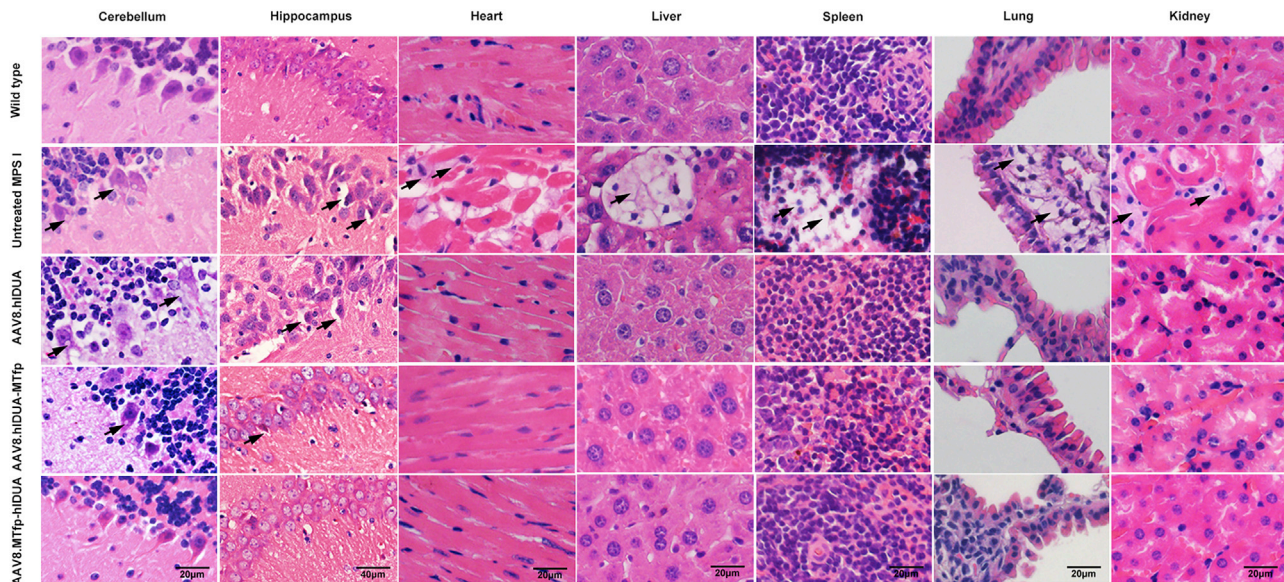 Cerebellum Hippocampus Heart Liver Spleen Lung Kidney
Wild type
Untreated MPS I
AAV8.hIDUA
AAV8.hIDUA-MTfp
AAV8.MTfp-hIDUA
20μm 40μm 20μm 20μm 20μm 20μm 20μm